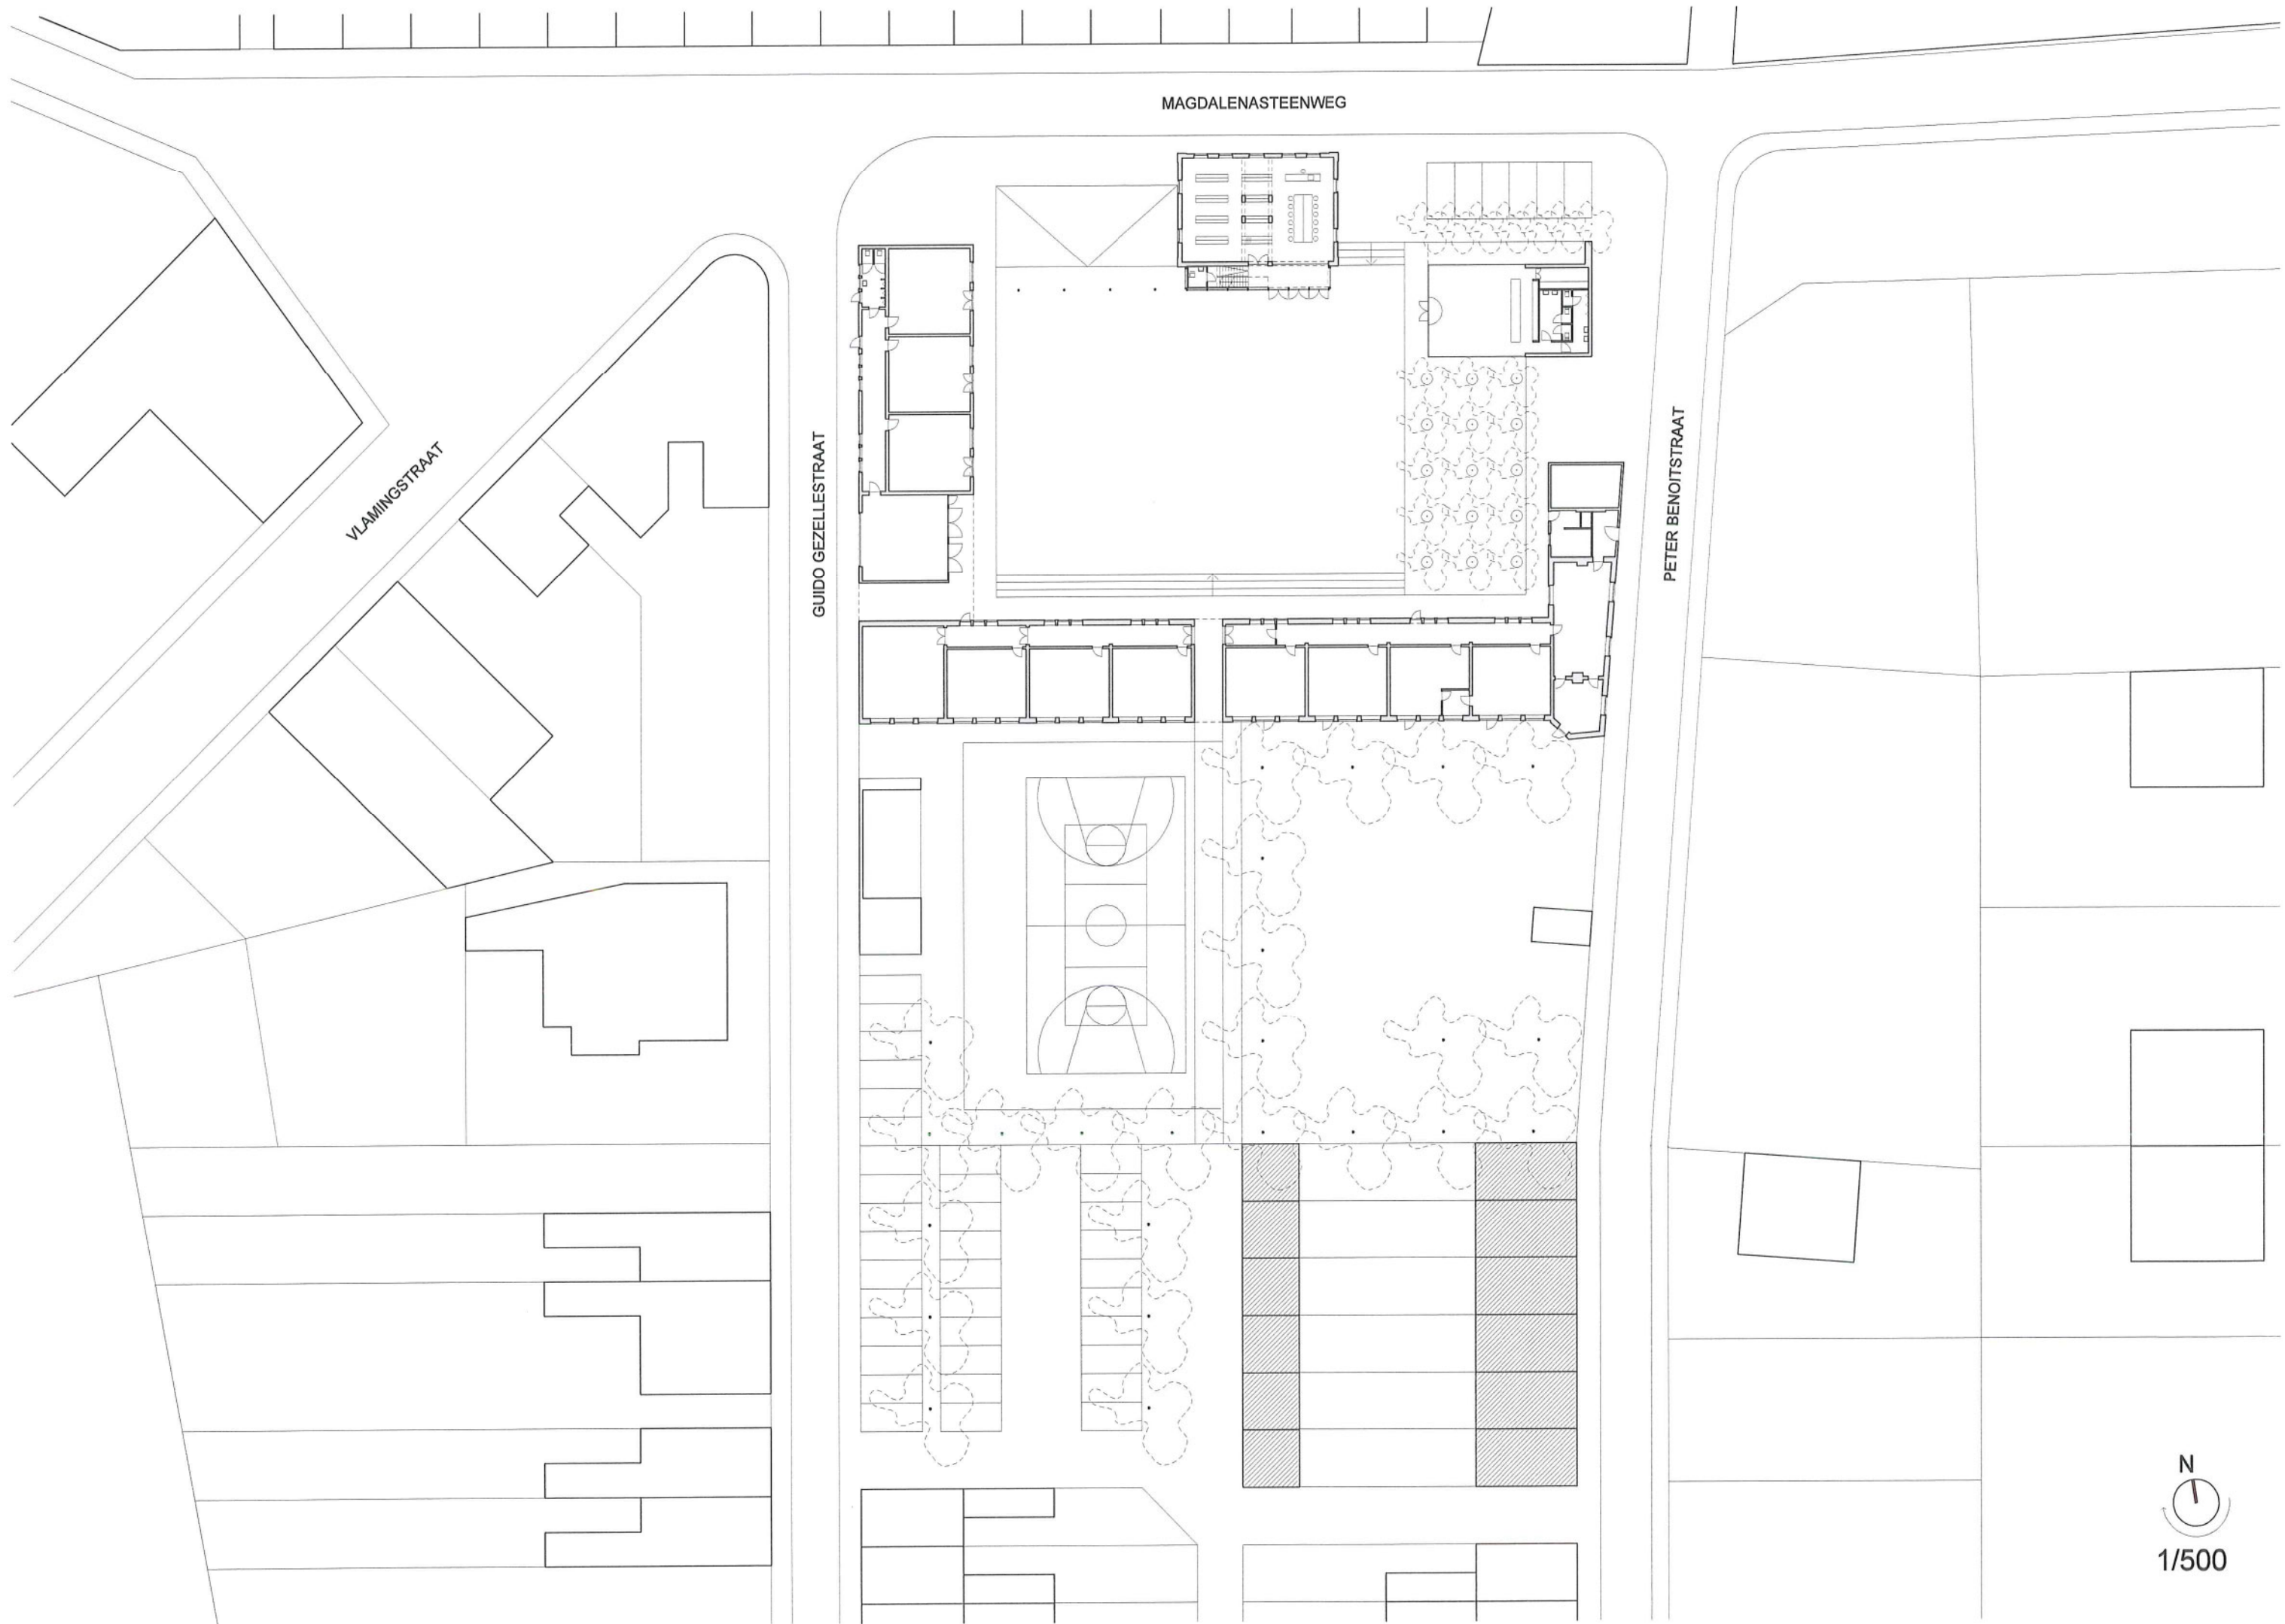 MAGDALENASTEENWEG
VLAMINGSTRAAT
GUIDO GEZELLESTRAAT
PETER BENOITSTRAAT
N
1/500